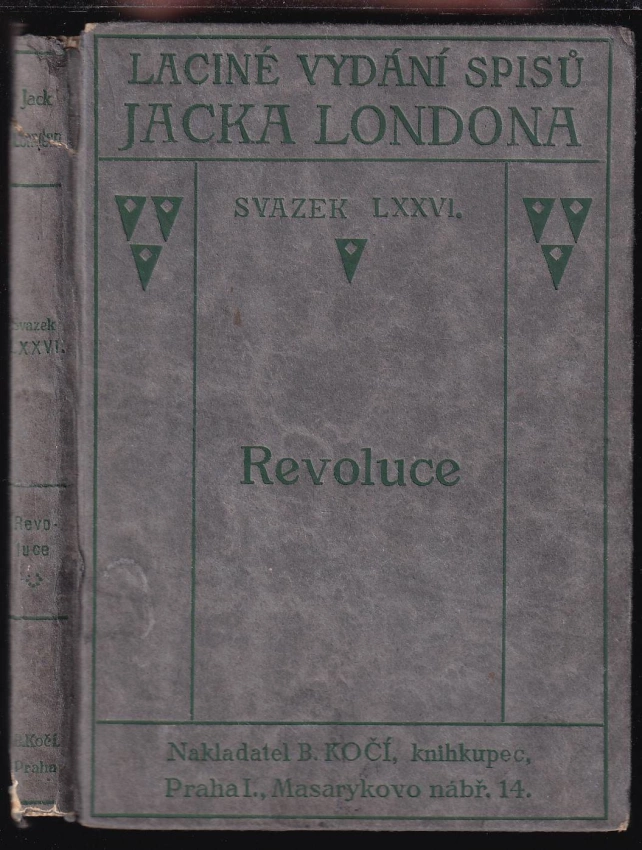 Jack
London
Svazek
LXXVI.
Revo-
luce
B. Kočí,
Praha
LACINÉ VYDÁNÍ SPISŮ
JACKA LONDONA
SVAZEK LXXVI.
Revoluce
Nakladatel B. KOČÍ, knihkupec,
Praha I., Masarykovo nábř. 14.